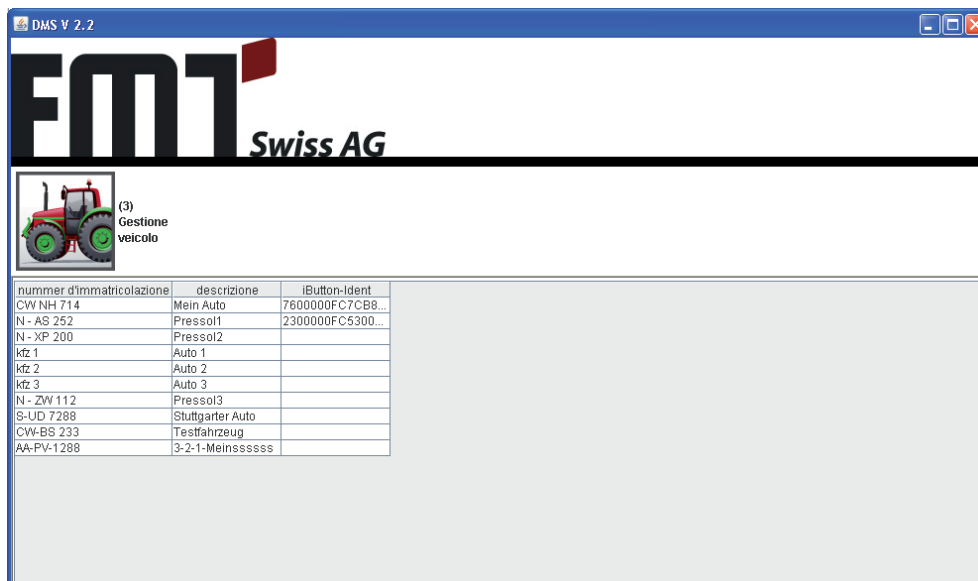 DMS V 2.2
FMT
Swiss AG
(3)
Gestione
veicolo
nummer d'immatricolazione descrizione iButton-Ident
CW NH 714 Mein Auto 7600000FC7CB8...
N - AS 252 Pressol1 2300000FC5300...
N - XP 200 Pressol2
kfz 1 Auto 1
kfz 2 Auto 2
kfz 3 Auto 3
N - ZW 112 Pressol3
S-UD 7288 Stuttgarter Auto
CW-BS 233 Testfahrzeug
AA-PV-1288 3-2-1-Meinssssss